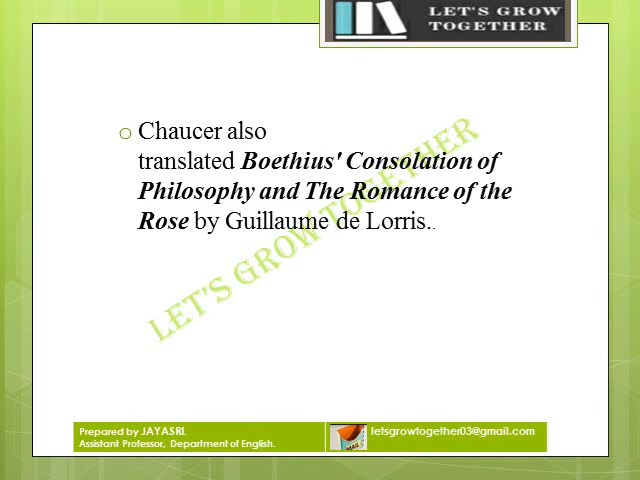 LET'S GROW
TOGETHER
o Chaucer also
translated Boethius' Consolation of
Philosophy and The Romance of the
Rose by Guillaume de Lorris..
LET'S GROW TOGETHER
Prepared by JAYASRI.
Assistant Professor, Department of English.
MAIL
letsgrowtogether03@gmail.com